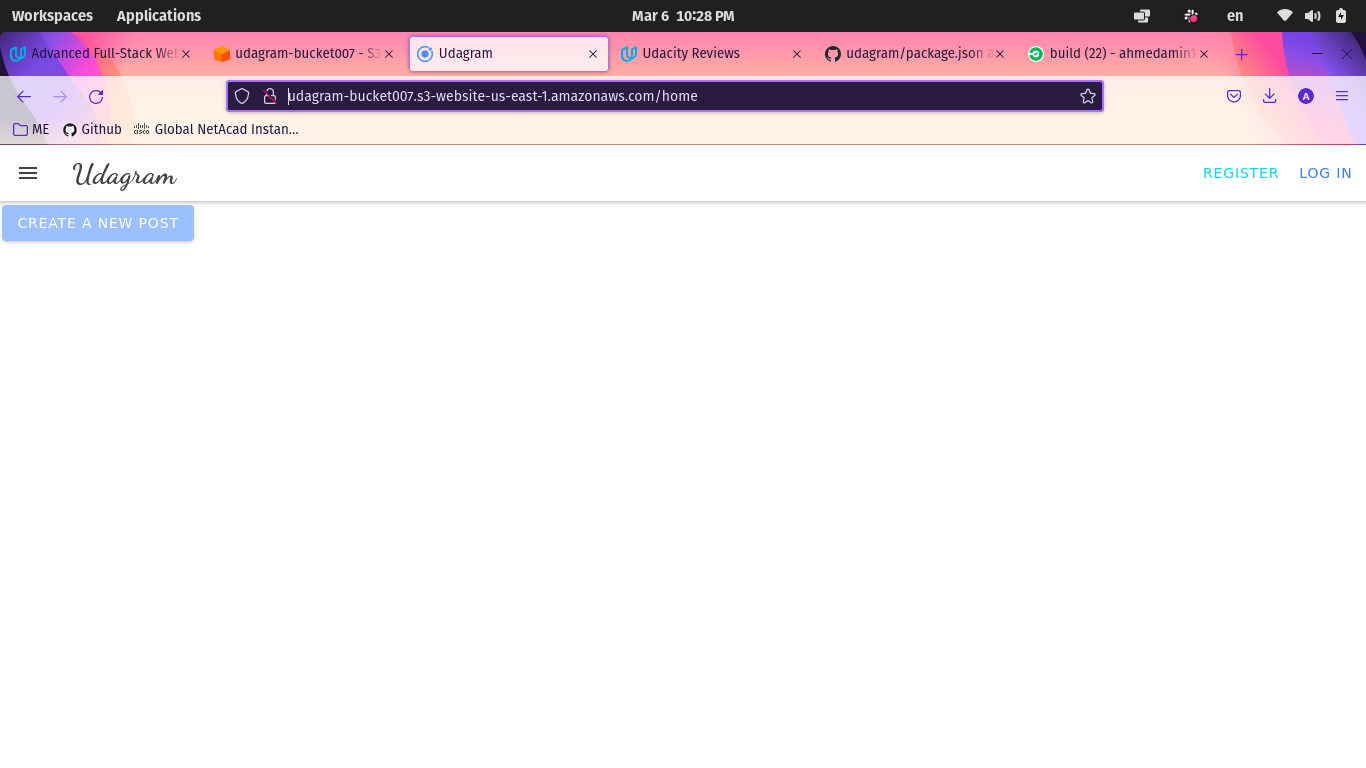 Workspaces Applications Mar 6 10:28 PM en
Advanced Full-Stack Web udagram-bucket007 - S3 Udagram Udacity Reviews udagram/package.json a build (22) - ahmedamin1
udagram-bucket007.s3-website-us-east-1.amazonaws.com/home A
ME Github Global NetAcad Instan...
Udagram REGISTER LOG IN
CREATE A NEW POST